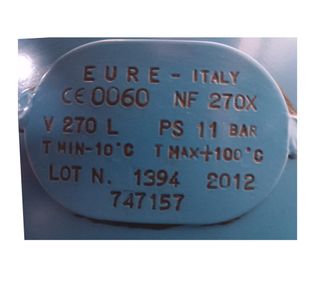 EURE - ITALY
CE 0060 NF 270X
V 270 L PS 11 BAR
T MIN-10°C T MAX+100°C
LOT N. 1394 2012
747157